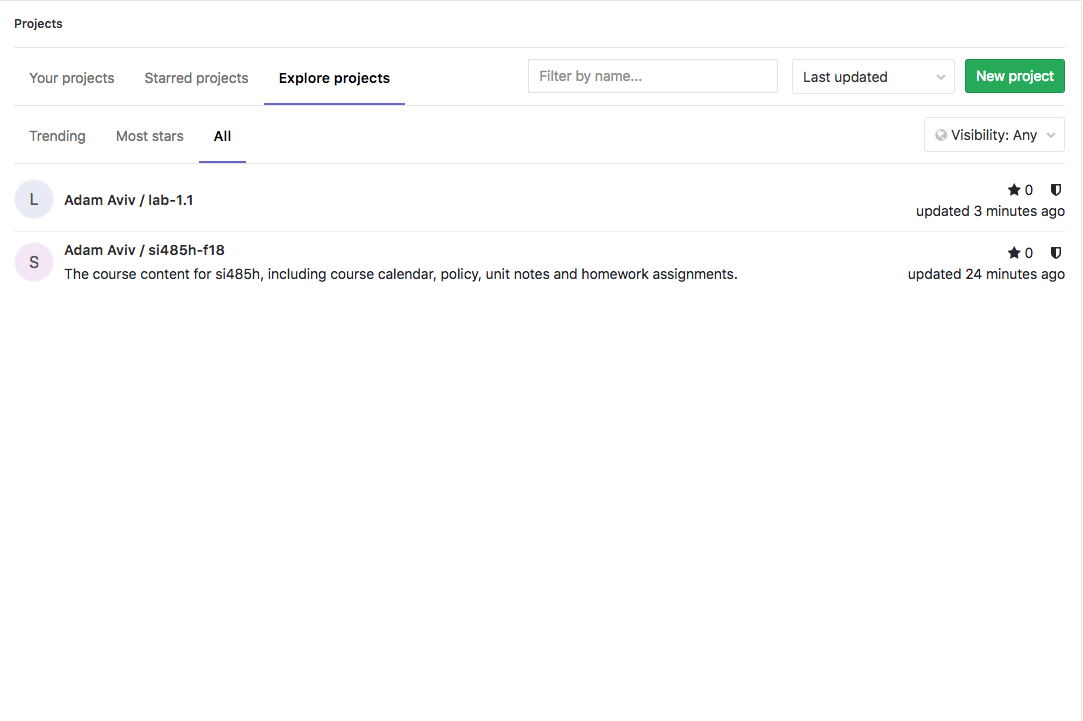 Projects
Your projects Starred projects Explore projects Filter by name... Last updated New project
Trending Most stars All Visibility: Any
L Adam Aviv / lab-1.1 0
updated 3 minutes ago
S Adam Aviv / si485h-f18 0
The course content for si485h, including course calendar, policy, unit notes and homework assignments. updated 24 minutes ago